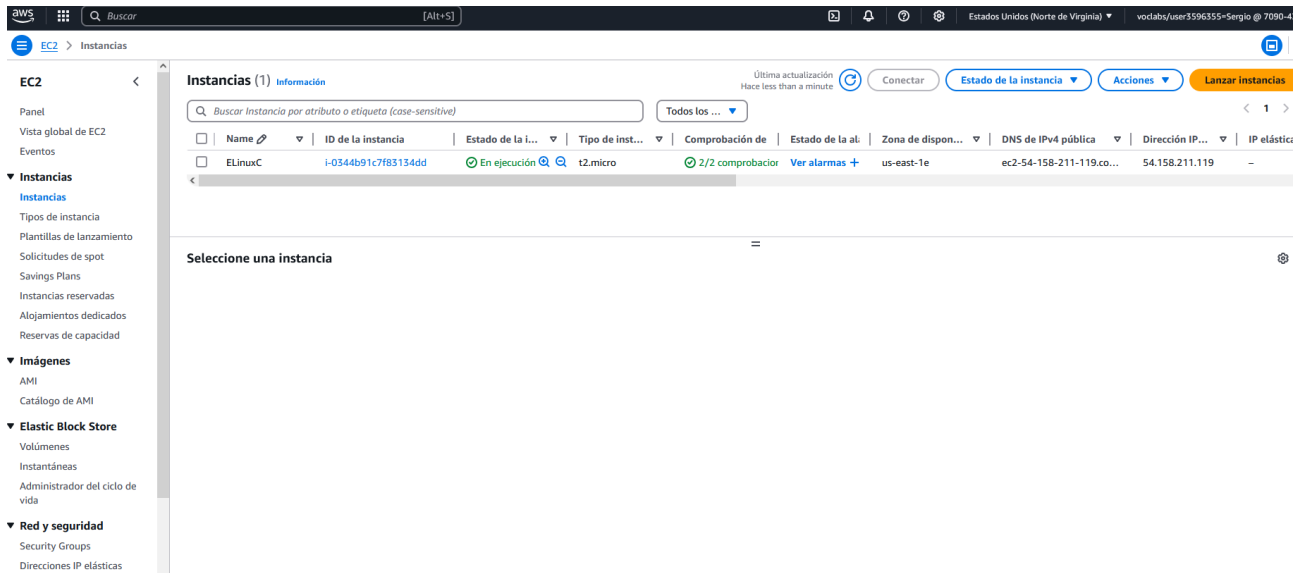 aws Buscar [Alt+S] Estados Unidos (Norte de Virginia) voclabs/user3596355=Sergio @ 7090-4
EC2 > Instancias
EC2
Panel
Vista global de EC2
Eventos
Instancias
Instancias
Tipos de instancia
Plantillas de lanzamiento
Solicitudes de spot
Savings Plans
Instancias reservadas
Alojamientos dedicados
Reservas de capacidad
Imágenes
AMI
Catálogo de AMI
Elastic Block Store
Volúmenes
Instantáneas
Administrador del ciclo de
vida
Red y seguridad
Security Groups
Direcciones IP elásticas
Instancias (1) Información
Última actualización
Hace less than a minute
Conectar Estado de la instancia Acciones Lanzar instancias
Buscar Instancia por atributo o etiqueta (case-sensitive) Todos los ... < 1 >
Name ID de la instancia Estado de la i... Tipo de inst... Comprobación de Estado de la al Zona de dispon... DNS de IPv4 pública Dirección IP... IP elástica
ELinuxC i-0344b91c7f83134dd En ejecución t2.micro 2/2 comprobacior Ver alarmas + us-east-1e ec2-54-158-211-119.co... 54.158.211.119 –
Seleccione una instancia